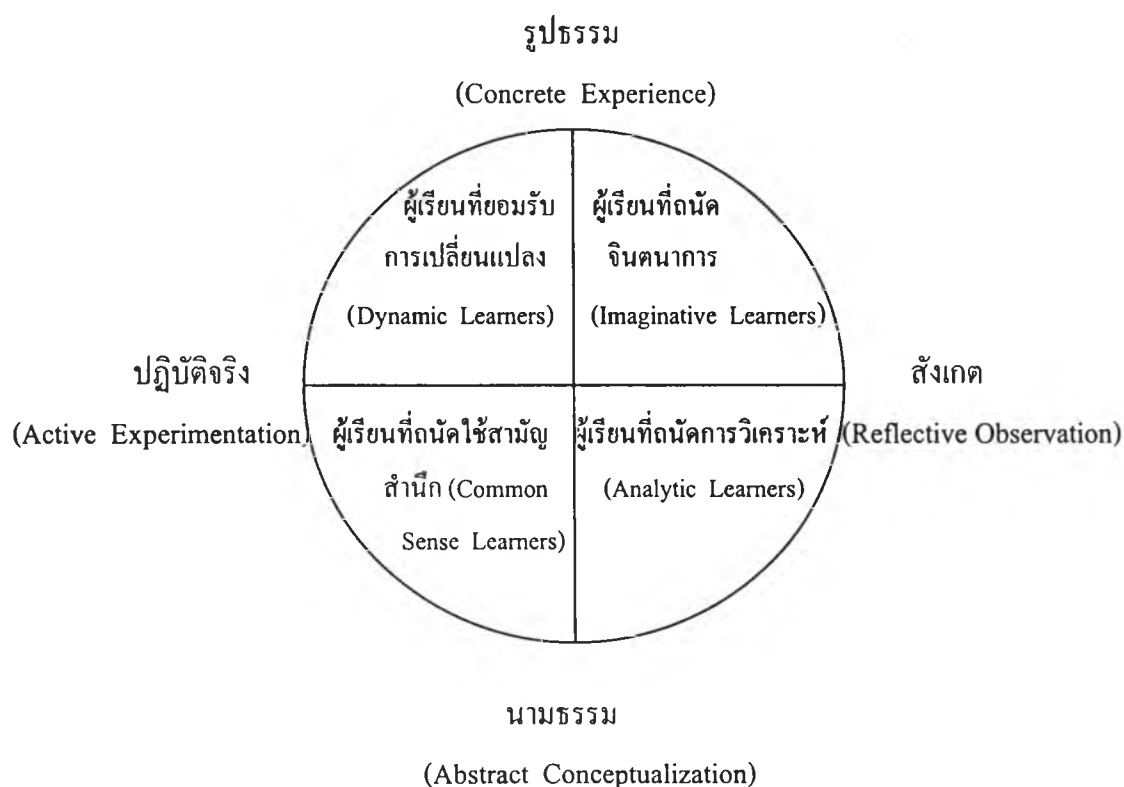 รูปธรรม
(Concrete Experience)
ผู้เรียนที่ยอมรับ
การเปลี่ยนแปลง
(Dynamic Learners)
ผู้เรียนที่ถนัด
จินตนาการ
(Imaginative Learners)
ปฏิบัติจริง
(Active Experimentation)
สังเกต
(Reflective Observation)
ผู้เรียนที่ถนัดใช้สามัญ
สำนึก (Common
Sense Learners)
ผู้เรียนที่ถนัดการวิเคราะห์
(Analytic Learners)
นามธรรม
(Abstract Conceptualization)